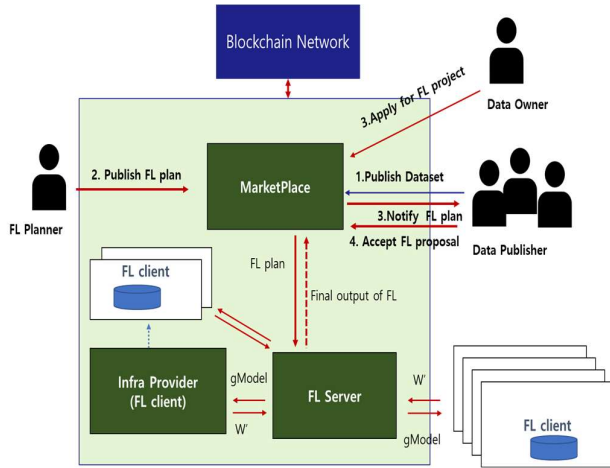 Blockchain Network
3.Apply for FL project
Data Owner
2. Publish FL plan
MarketPlace
1.Publish Dataset
3.Notify FL plan
4. Accept FL proposal
FL Planner
Data Publisher
FL plan
Final output of FL
FL client
Infra Provider
(FL client)
gModel
W'
FL Server
W'
gModel
FL client